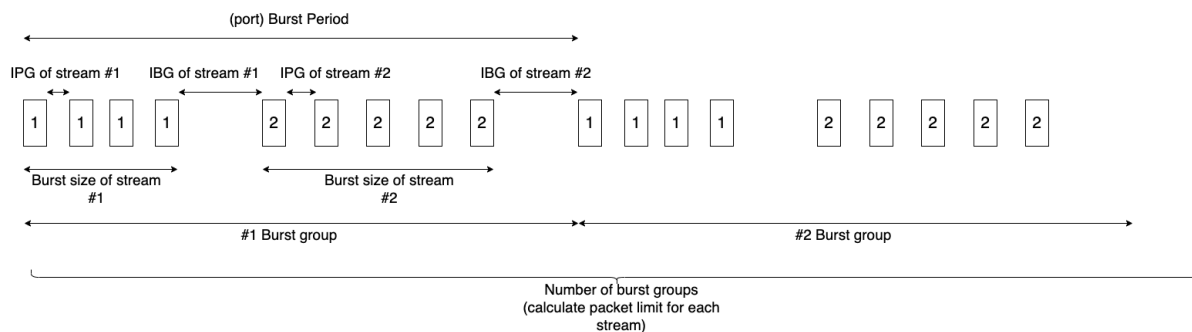 (port) Burst Period
IPG of stream #1 IBG of stream #1 IPG of stream #2 IBG of stream #2
1 1 1 1 2 2 2 2 2 1 1 1 1 2 2 2 2 2
Burst size of stream
#1
Burst size of stream
#2
#1 Burst group #2 Burst group
Number of burst groups
(calculate packet limit for each
stream)